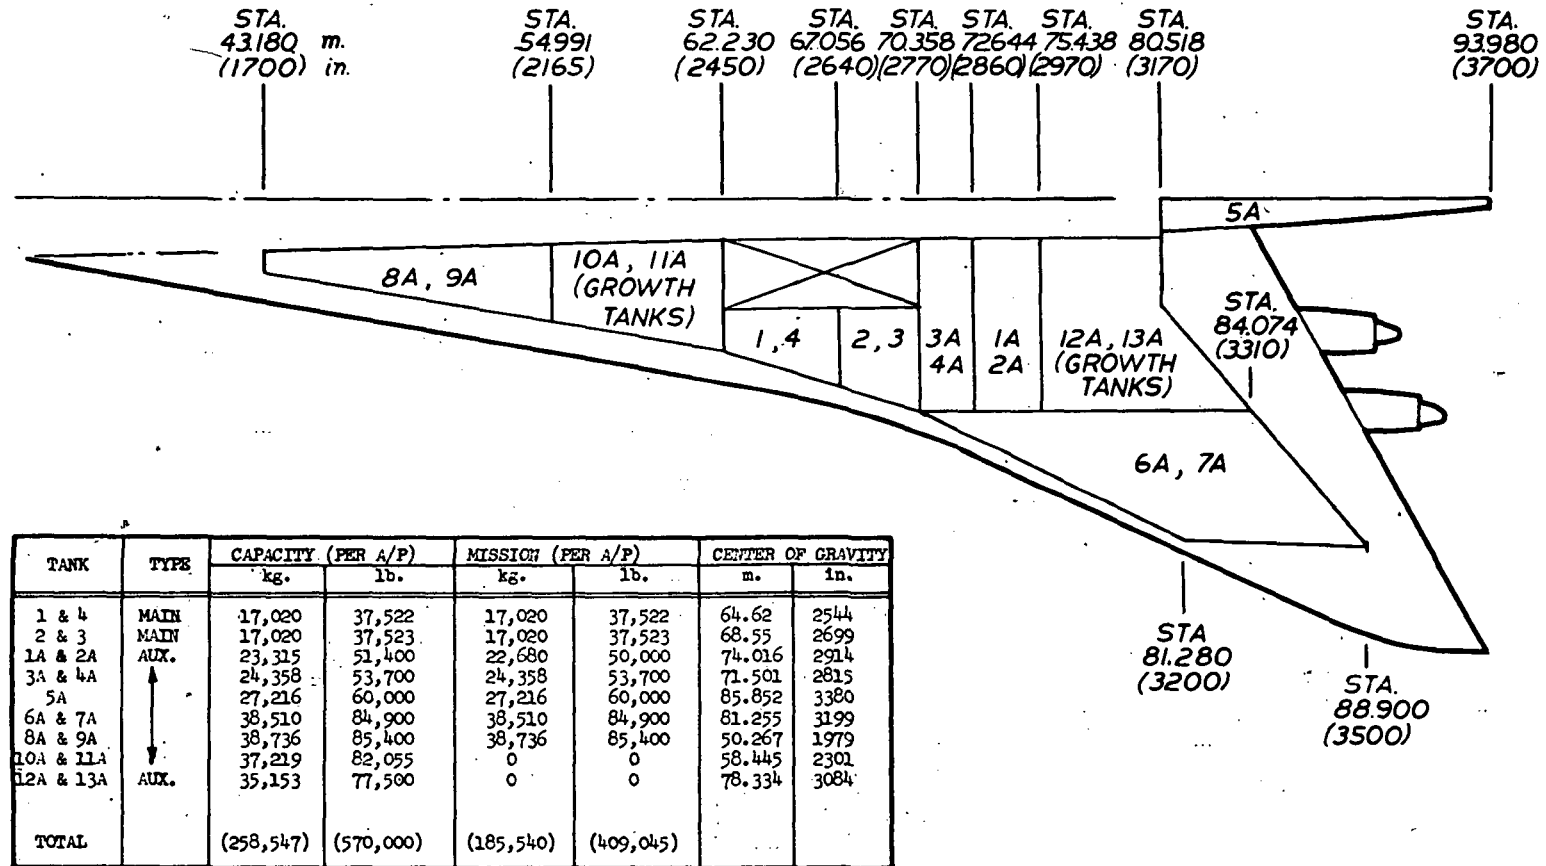 STA. STA. STA. STA. STA. STA. STA. STA. STA.
43.180 m. 54.991 62.230 67.056 70.358 72.644 75.438 80.518 93.980
(1700) in. (2165) (2450) (2640) (2770) (2860) (2970) (3170) (3700)
5A
8A, 9A
10A, 11A
(GROWTH
TANKS)
1, 4
2, 3
3A
4A
1A
2A
12A, 13A
(GROWTH
TANKS)
STA.
84.074
(3310)
6A, 7A
STA
81.280
(3200)
STA.
88.900
(3500)
TANK TYPE CAPACITY (PER A/P) MISSION (PER A/P) CENTER OF GRAVITY
kg. lb. kg. lb. m. in.
1 & 4 MAIN 17,020 37,522 17,020 37,522 64.62 2544
2 & 3 MAIN 17,020 37,523 17,020 37,523 68.55 2699
1A & 2A AUX. 23,315 51,400 22,680 50,000 74.016 2914
3A & 4A 24,358 53,700 24,358 53,700 71.501 2815
5A 27,216 60,000 27,216 60,000 85.852 3380
6A & 7A 38,510 84,900 38,510 84,900 81.255 3199
8A & 9A 38,736 85,400 38,736 85,400 50.267 1979
10A & 11A 37,219 82,055 0 0 58.445 2301
12A & 13A AUX. 35,153 77,500 0 0 78.334 3084
TOTAL (258,547) (570,000) (185,540) (409,045)